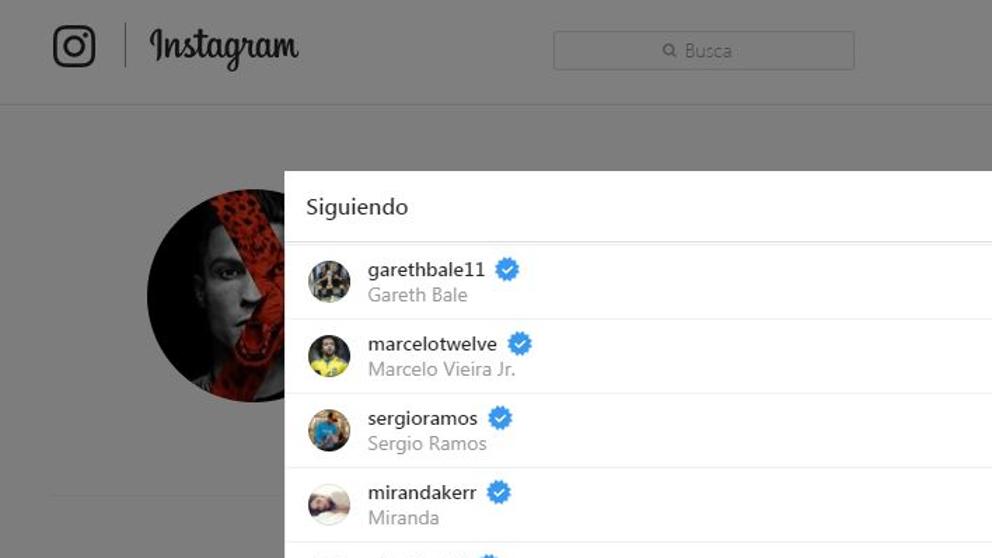 Instagram
Busca
Siguiendo
garethbale11
Gareth Bale
marcelotwelve
Marcelo Vieira Jr.
sergioramos
Sergio Ramos
mirandakerr
Miranda